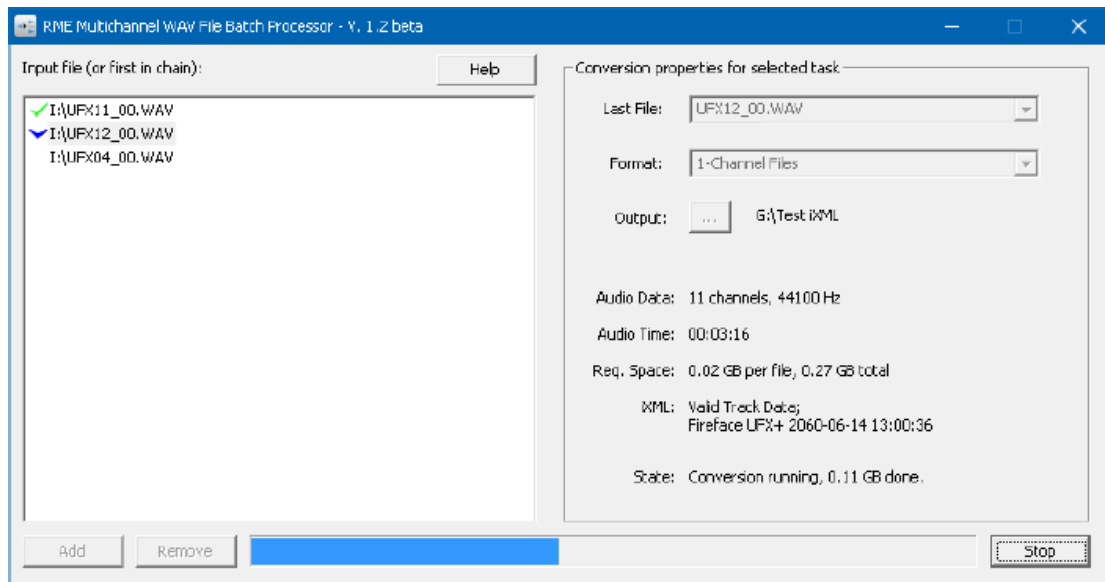 RME Multichannel WAV File Batch Processor - V. 1.2 beta
Input file (or first in chain):
Help
I:\UFX11_00.WAV
I:\UFX12_00.WAV
I:\UFX04_00.WAV
Conversion properties for selected task
Last File: UFX12_00.WAV
Format: 1-Channel Files
Output: ... G:\Test iXML
Audio Data: 11 channels, 44100 Hz
Audio Time: 00:03:16
Req. Space: 0.02 GB per file, 0.27 GB total
iXML: Valid Track Data;
Fireface UFX+ 2060-06-14 13:00:36
State: Conversion running, 0.11 GB done.
Add Remove Stop